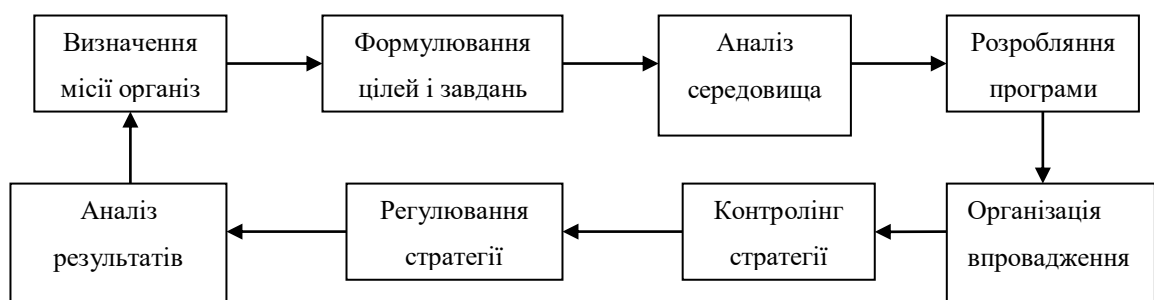 Визначення
місії організ
Формулювання
цілей і завдань
Аналіз
середовища
Розробляння
програми
Організація
впровадження
Контролінг
стратегії
Регулювання
стратегії
Аналіз
результатів